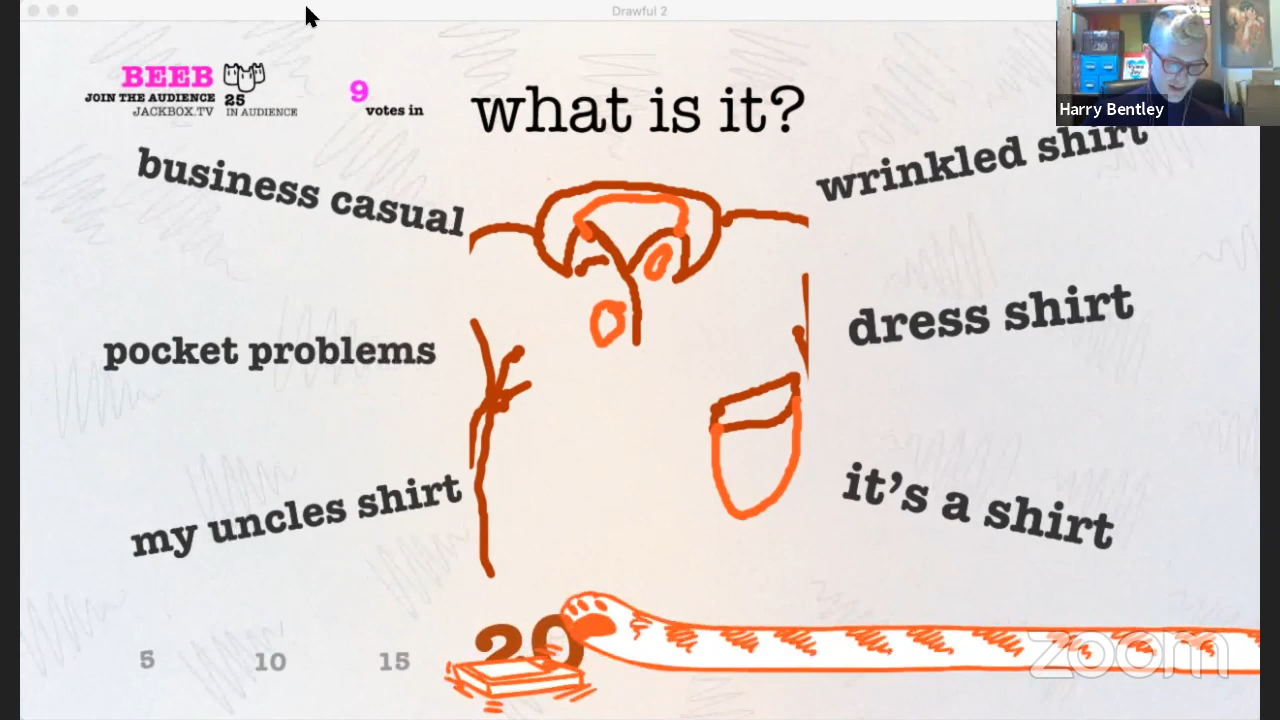 Drawful 2
BEEB
JOIN THE AUDIENCE
JACKBOX.TV
25
IN AUDIENCE
9
votes in
what is it?
Harry Bentley
business casual
wrinkled shirt
pocket problems
dress shirt
my uncles shirt
it's a shirt
5
10
15
20
zoom